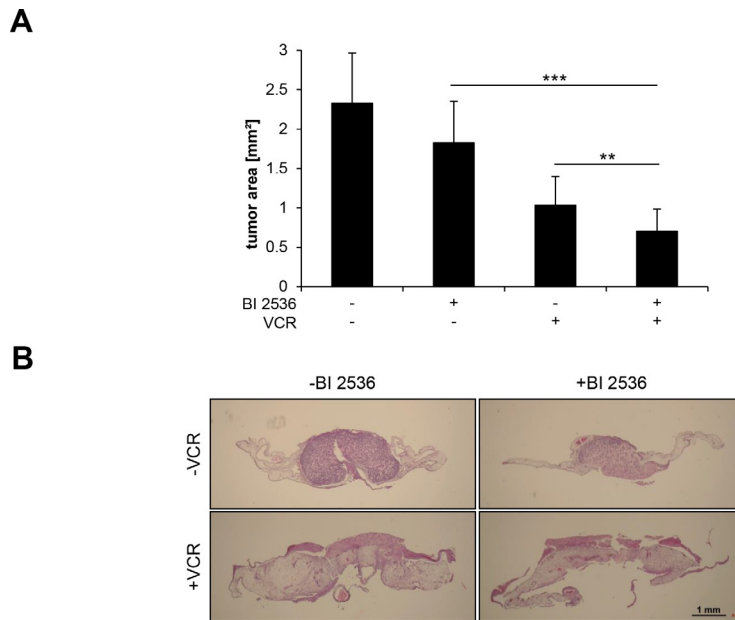 A
3
***
2.5
2
**
1.5
1
0.5
0
tumor area [mm²]
BI 2536 - + - +
VCR - - + +
B
-BI 2536 +BI 2536
-VCR
+VCR
1 mm